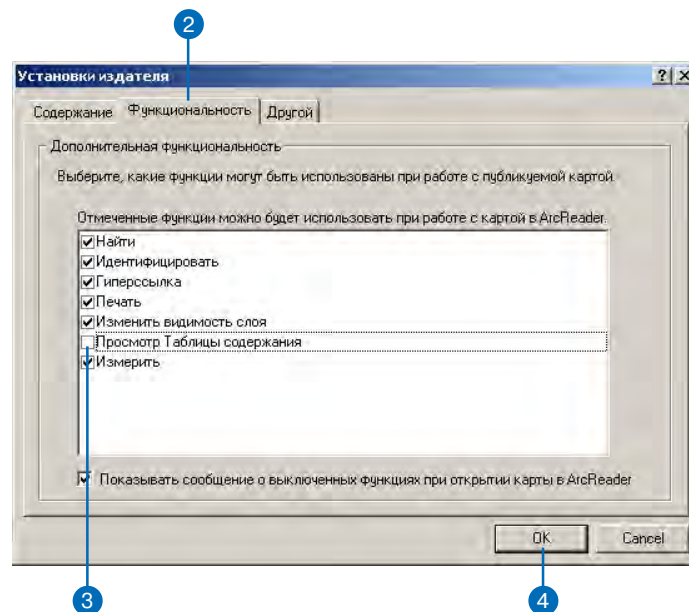 2
Установки издателя
Содержание Функциональность Другой
Дополнительная функциональность
Выберите, какие функции могут быть использованы при работе с публикуемой картой.
Отмеченные функции можно будет использовать при работе с картой в ArcReader.
Найти
Идентифицировать
Гиперссылка
Печать
Изменить видимость слоя
Просмотр Таблицы содержания
Измерить
Показывать сообщение о выключенных функциях при открытии карты в ArcReader
OK Cancel
3 4